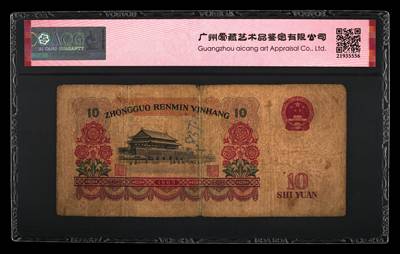 广州爱藏艺术品鉴定有限公司
Guangzhou aicang art Appraisal Co., Ltd.
21935556
10
ZHONGGUO RENMIN YINHANG
10
1965
10
SHI YUAN